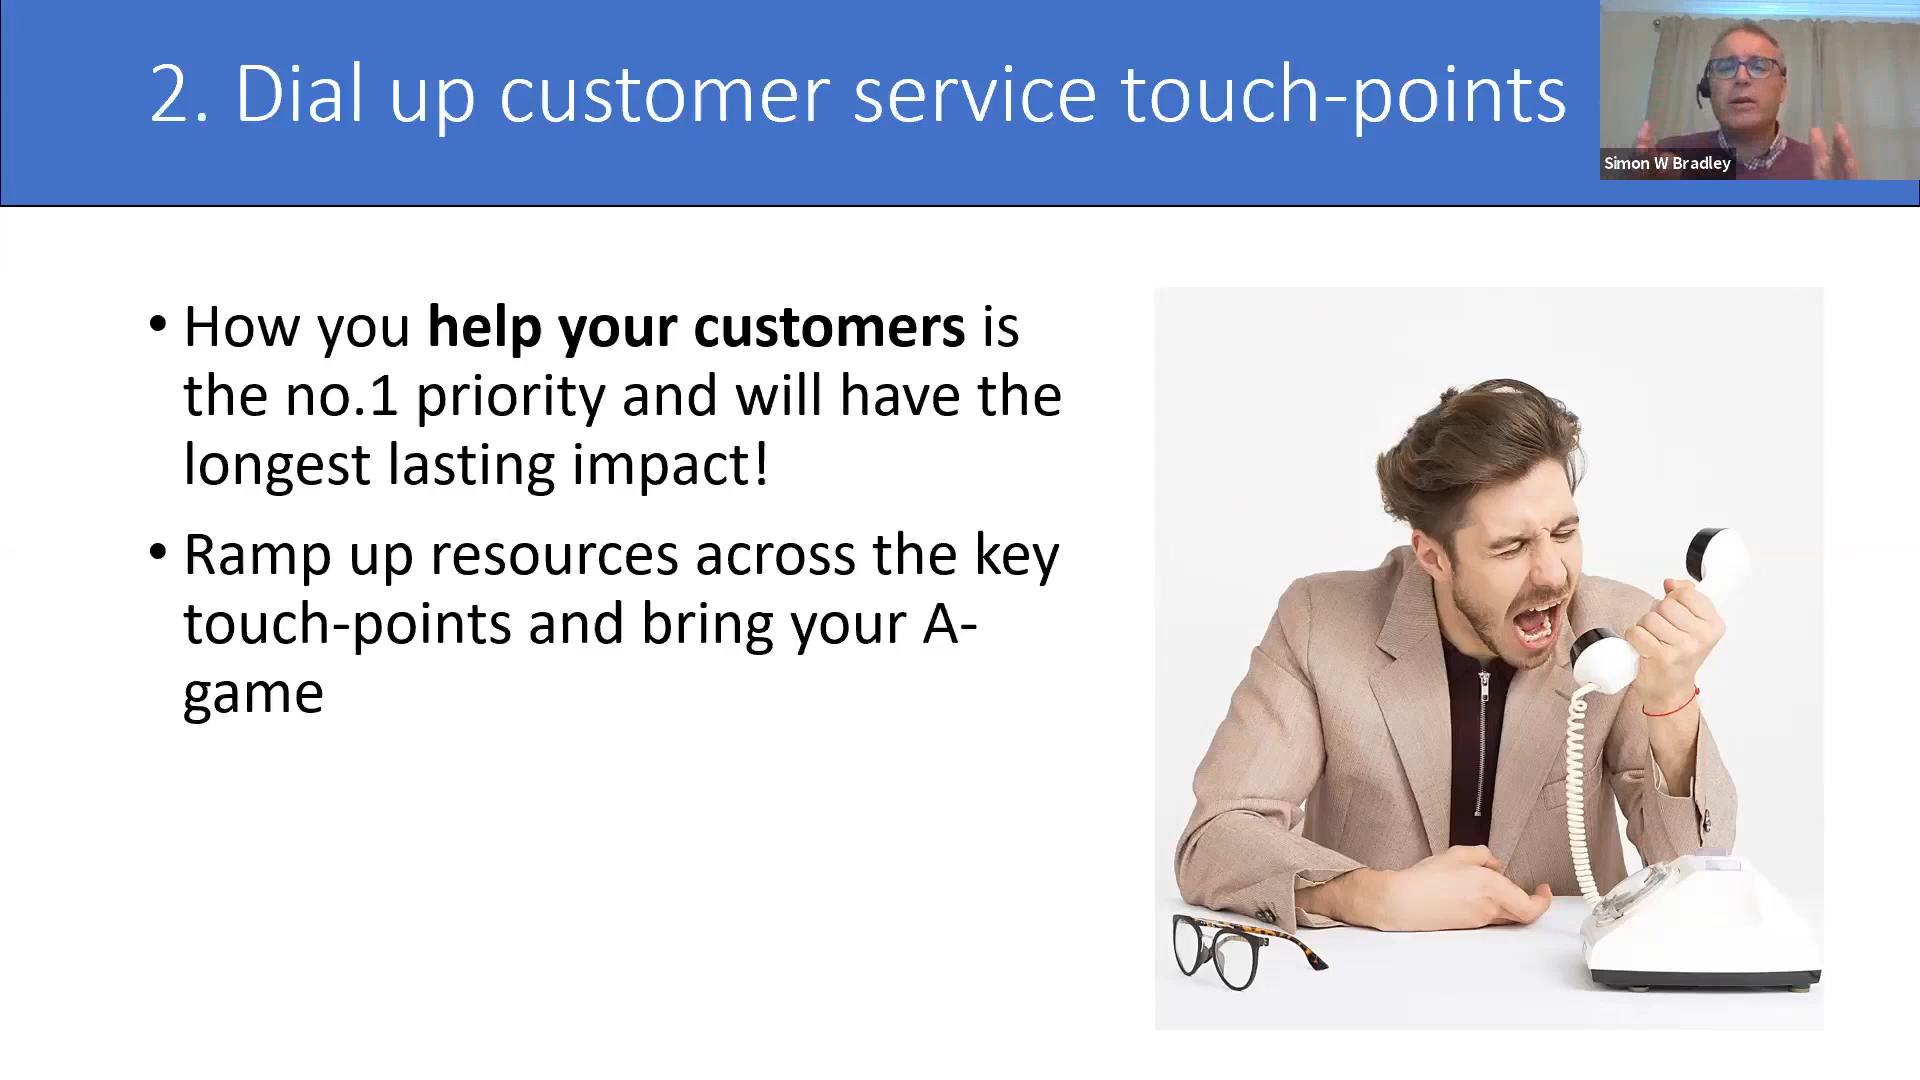 2. Dial up customer service touch-points
Simon W Bradley
• How you help your customers is
the no.1 priority and will have the
longest lasting impact!
• Ramp up resources across the key
touch-points and bring your A-
game